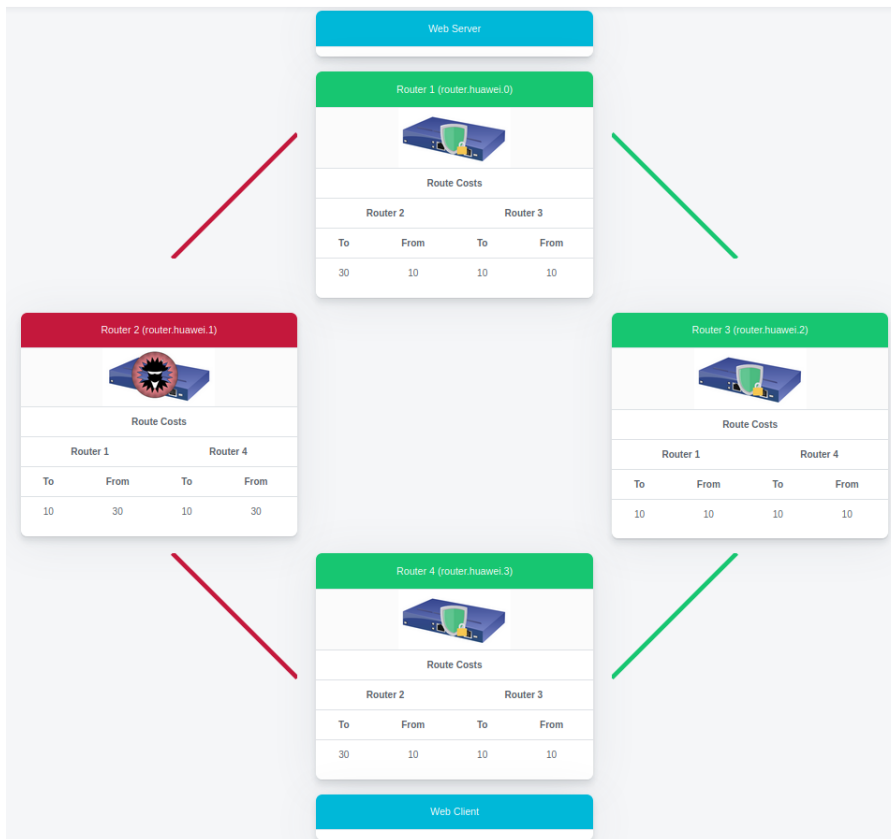 Web Server
Router 1 (router.huawei.0)
Route Costs
Router 2 Router 3
To From To From
30 10 10 10
Router 2 (router.huawei.1)
Route Costs
Router 1 Router 4
To From To From
10 30 10 30
Router 3 (router.huawei.2)
Route Costs
Router 1 Router 4
To From To From
10 10 10 10
Router 4 (router.huawei.3)
Route Costs
Router 2 Router 3
To From To From
30 10 10 10
Web Client